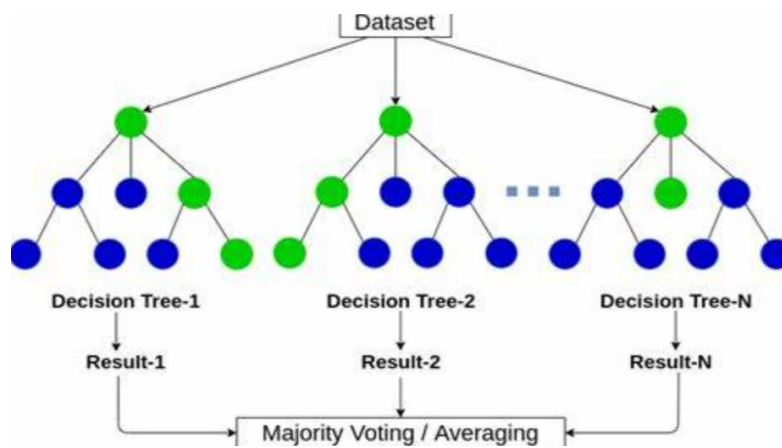 Dataset
Decision Tree-1 Decision Tree-2 Decision Tree-N
Result-1 Result-2 Result-N
Majority Voting / Averaging